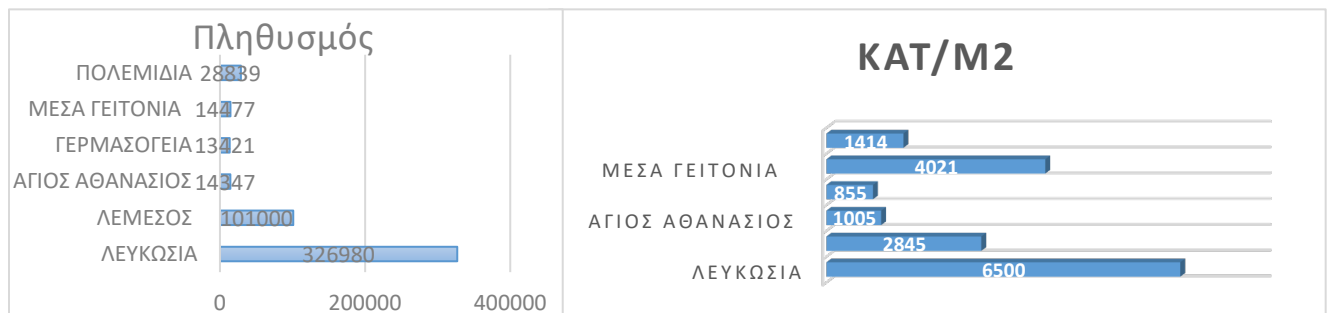 Πληθυσμός
ΠΟΛΕΜΙΔΙΑ 28839
ΜΕΣΑ ΓΕΙΤΟΝΙΑ 14477
ΓΕΡΜΑΣΟΓΕΙΑ 13421
ΑΓΙΟΣ ΑΘΑΝΑΣΙΟΣ 14347
ΛΕΜΕΣΟΣ 101000
ΛΕΥΚΩΣΙΑ 326980
0 200000 400000
ΚΑΤ/Μ2
1414
ΜΕΣΑ ΓΕΙΤΟΝΙΑ 4021
855
ΑΓΙΟΣ ΑΘΑΝΑΣΙΟΣ 1005
2845
ΛΕΥΚΩΣΙΑ 6500